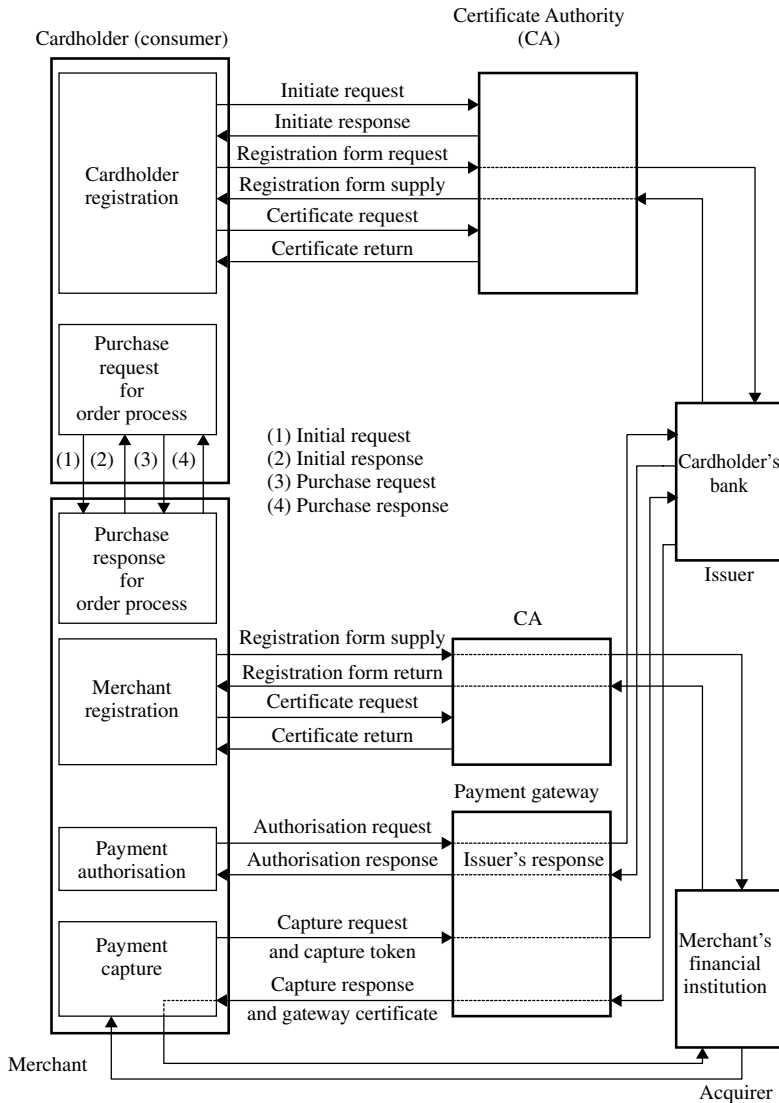 Certificate Authority
(CA)
Cardholder (consumer)
Initiate request
Initiate response
Registration form request
Registration form supply
Certificate request
Certificate return
Cardholder
registration
Purchase
request
for
order process
(1) (2) (3) (4)
(1) Initial request
(2) Initial response
(3) Purchase request
(4) Purchase response
Cardholder's
bank
Issuer
Purchase
response
for
order process
CA
Registration form supply
Registration form return
Certificate request
Certificate return
Merchant
registration
Payment gateway
Authorisation request
Authorisation response
Issuer's response
Payment
authorisation
Capture request
and capture token
Capture response
and gateway certificate
Payment
capture
Merchant's
financial
institution
Merchant
Acquirer